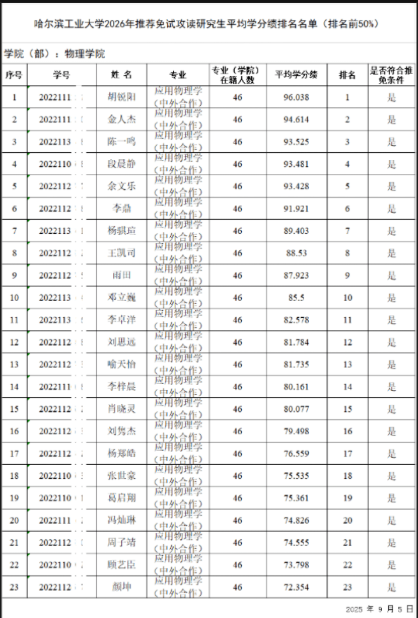 哈尔滨工业大学2026年推荐免试攻读研究生平均学分绩排名名单（排名前50%）
学院（部）：物理学院
序号 学号 姓 名 专业 专业（学院）在籍人数 平均学分绩 排名 是否符合推免条件
1 2022111 胡锐阳 应用物理学（中外合作） 46 96.038 1 是
2 2022111 金人杰 应用物理学（中外合作） 46 94.614 2 是
3 2022113 陈一鸣 应用物理学（中外合作） 46 93.525 3 是
4 2022110 段晨静 应用物理学（中外合作） 46 93.481 4 是
5 2022112 余文乐 应用物理学（中外合作） 46 93.428 5 是
6 2022112 李鼎 应用物理学（中外合作） 46 91.921 6 是
7 2022113 杨骐瑄 应用物理学（中外合作） 46 89.403 7 是
8 2022112 王凯司 应用物理学（中外合作） 46 88.53 8 是
9 2022112 雨田 应用物理学（中外合作） 46 87.923 9 是
10 2022113 邓立巍 应用物理学（中外合作） 46 85.5 10 是
11 2022113 李卓洋 应用物理学（中外合作） 46 82.578 11 是
12 2022112 刘思远 应用物理学（中外合作） 46 81.784 12 是
13 2022112 喻天怡 应用物理学（中外合作） 46 81.735 13 是
14 2022111 李梓晨 应用物理学（中外合作） 46 80.161 14 是
15 2022112 肖晓灵 应用物理学（中外合作） 46 80.077 15 是
16 2022112 刘隽杰 应用物理学（中外合作） 46 79.498 16 是
17 2022112 杨郑皓 应用物理学（中外合作） 46 76.559 17 是
18 2022110 张世豪 应用物理学（中外合作） 46 75.535 18 是
19 2022110 葛启翔 应用物理学（中外合作） 46 75.361 19 是
20 2022111 冯灿琳 应用物理学（中外合作） 46 74.826 20 是
21 2022112 周子靖 应用物理学（中外合作） 46 74.555 21 是
22 2022110 顾艺臣 应用物理学（中外合作） 46 73.798 22 是
23 2022112 颜坤 应用物理学（中外合作） 46 72.354 23 是
2025 年 9 月 5 日